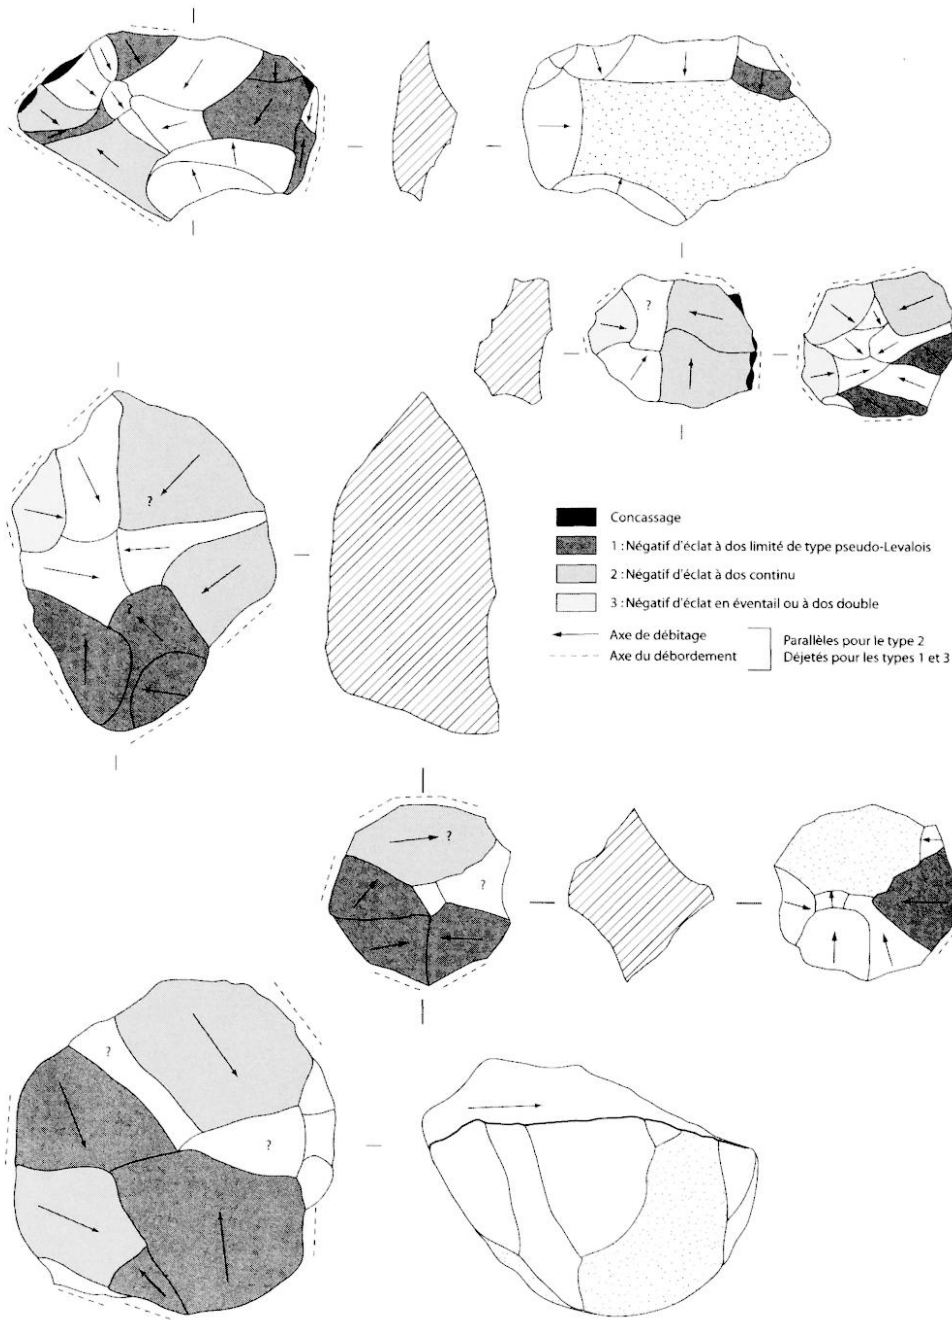 ?
Concassage
1 : Négatif d'éclat à dos limité de type pseudo-Levalois
2 : Négatif d'éclat à dos continu
3 : Négatif d'éclat en éventail ou à dos double
Axe de débitage
Axe du débordement
Parallèles pour le type 2
Déjetés pour les types 1 et 3
?
?
?
?
?
?